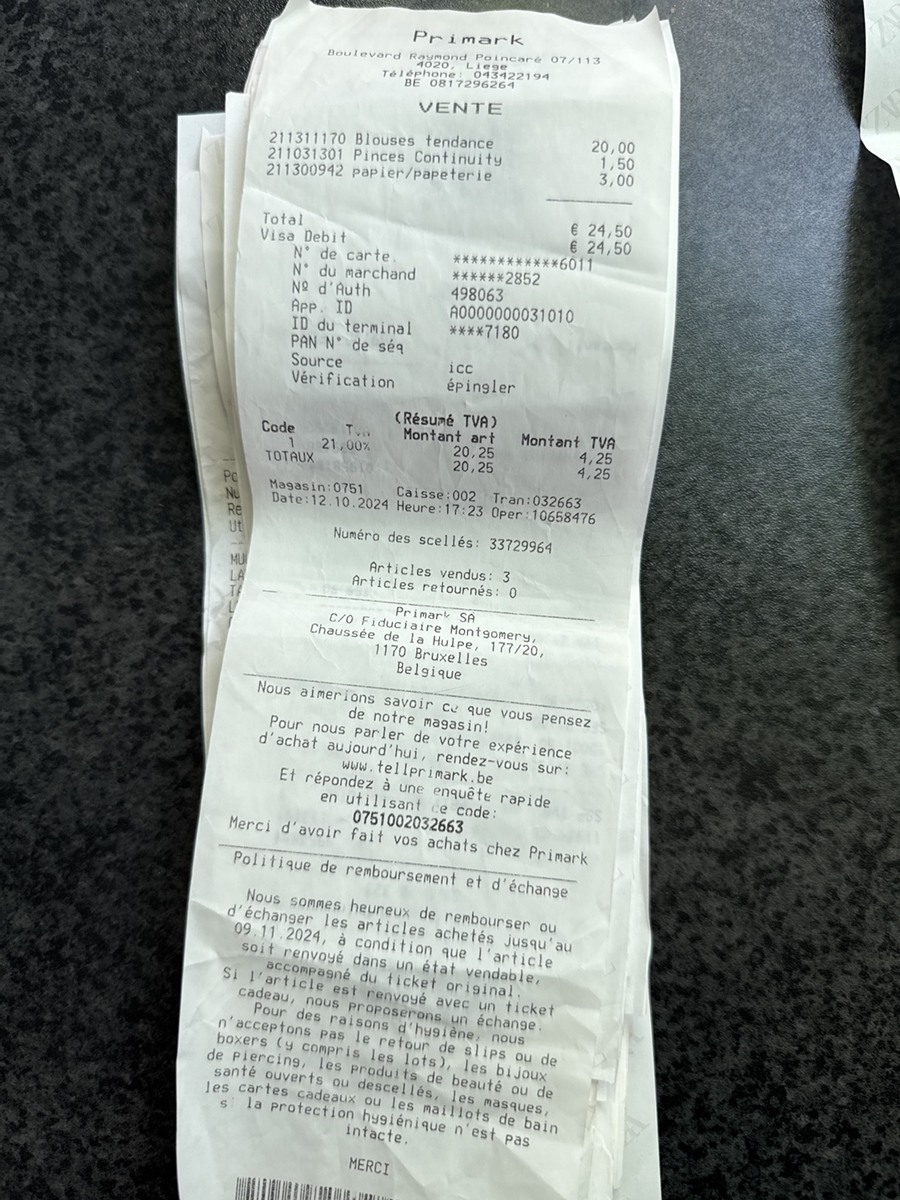 Primark
Boulevard Raymond Poincaré 07/113
4020, Liege
Téléphone: 043422194
BE 0817296264
VENTE
211311170 Blouses tendance 20,00
211031301 Pinces Continuity 1,50
211300942 papier/papeterie 3,00
Total € 24,50
Visa Debit € 24,50
N° de carte. ************6011
N° du marchand ******2852
Nº d'Auth 498063
App. ID A0000000031010
ID du terminal ****7180
PAN N° de séq
Source icc
Vérification épingler
(Résumé TVA)
Code Montant art Montant TVA
1 21,00% 20,25 4,25
TOTAUX 20,25 4,25
Magasin:0751 Caisse:002 Tran:032663
Date:12.10.2024 Heure:17:23 Oper:10658476
Numéro des scellés: 33729964
Articles vendus: 3
Articles retournés: 0
Primark SA
C/O Fiduciaire Montgomery,
Chaussée de la Hulpe, 177/20,
1170 Bruxelles
Belgique
Nous aimerions savoir ce que vous pensez
de notre magasin!
Pour nous parler de votre expérience
d'achat aujourd'hui, rendez-vous sur:
www.tellprimark.be
Et répondez à une enquête rapide
en utilisant ce code:
0751002032663
Merci d'avoir fait vos achats chez Primark
Politique de remboursement et d'échange
Nous sommes heureux de rembourser ou
d'échanger les articles achetés jusqu'au
09.11.2024, à condition que l'article
soit renvoyé dans un état vendable,
accompagné du ticket original.
Si l'article est renvoyé avec un ticket
cadeau, nous proposerons un échange.
Pour des raisons d'hygiène, nous
n'acceptons pas le retour de slips ou de
boxers (y compris les lots), les bijoux
de piercing, les produits de beauté ou de
santé ouverts ou descellés, les masques,
les cartes cadeaux ou les maillots de bain
si la protection hygiénique n'est pas
intacte.
MERCI